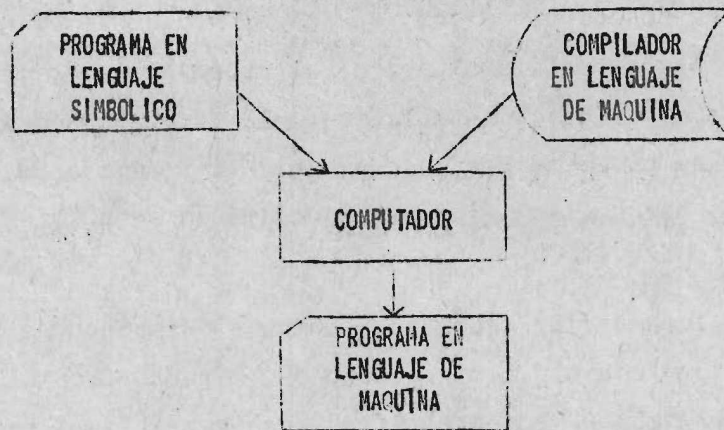 PROGRAMA EN
LENGUAJE
SIMBOLICO
COMPILADOR
EN LENGUAJE
DE MAQUINA
COMPUTADOR
PROGRAMA EN
LENGUAJE DE
MAQUINA